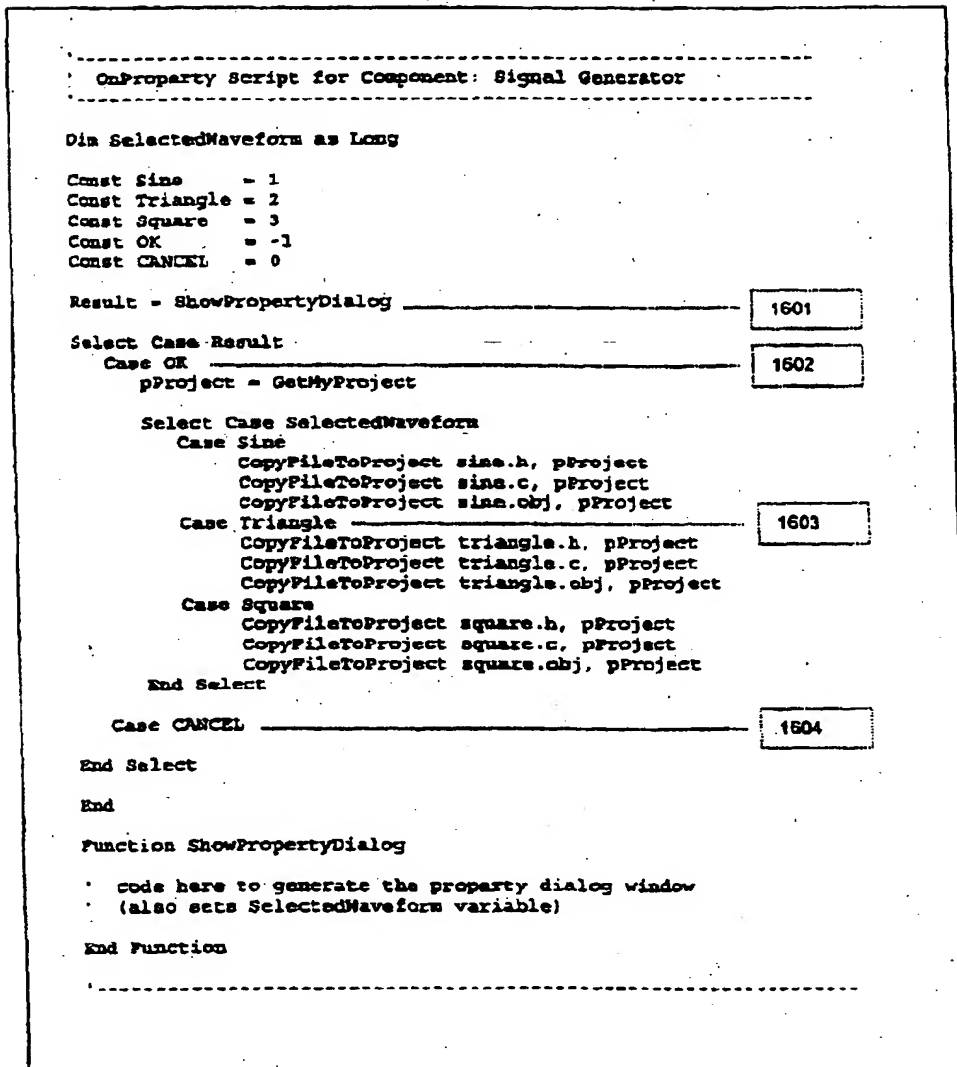 '---------------------------------------------------------------
' OnProperty Script for Component: Signal Generator
'---------------------------------------------------------------
Dim SelectedWaveform as Long
Const Sine = 1
Const Triangle = 2
Const Square = 3
Const OK = -1
Const CANCEL = 0
Result = ShowPropertyDialog 1601
Select Case Result
Case OK 1602
pProject = GetMyProject
Select Case SelectedWaveform
Case Sine
CopyFileToProject sine.h, pProject
CopyFileToProject sine.c, pProject
CopyFileToProject sine.obj, pProject
Case Triangle 1603
CopyFileToProject triangle.h, pProject
CopyFileToProject triangle.c, pProject
CopyFileToProject triangle.obj, pProject
Case Square
CopyFileToProject square.h, pProject
CopyFileToProject square.c, pProject
CopyFileToProject square.obj, pProject
End Select
Case CANCEL 1604
End Select
End
Function ShowPropertyDialog
' code here to generate the property dialog window
' (also sets SelectedWaveform variable)
End Function
'---------------------------------------------------------------